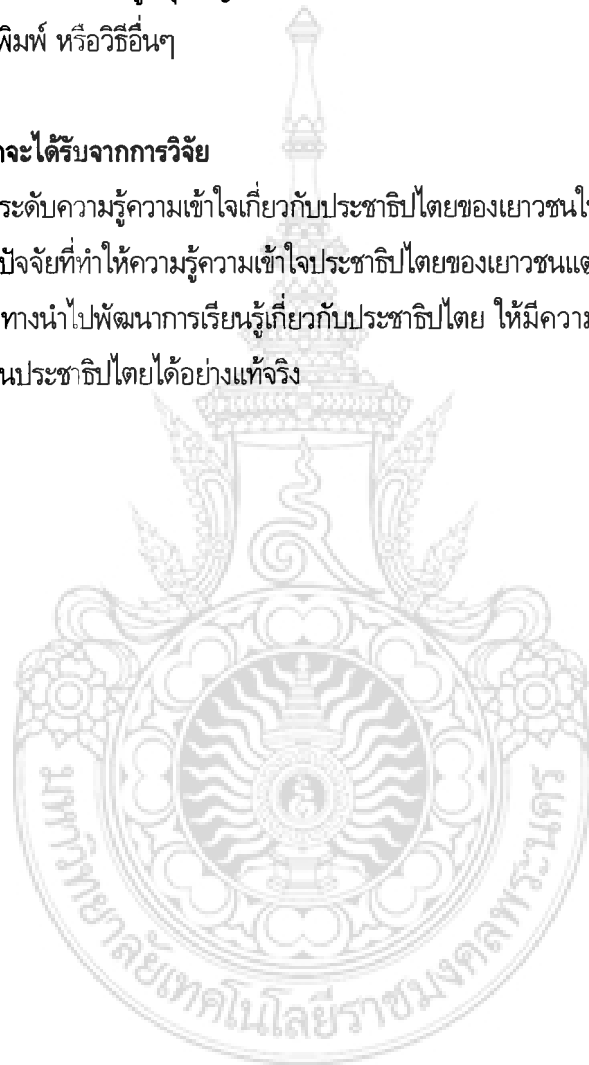 พิมพ์ หรือวิธีอื่นๆ
จะได้รับจากการวิจัย
ระดับความรู้ความเข้าใจเกี่ยวกับประชาธิปไตยของเยาวชนใ
ปัจจัยที่ทำให้ความรู้ความเข้าใจประชาธิปไตยของเยาวชนแต
ทางนำไปพัฒนาการเรียนรู้เกี่ยวกับประชาธิปไตย ให้มีความ
นประชาธิปไตยได้อย่างแท้จริง
มหาวิทยาลัยเทคโนโลยีราชมงคลพระนคร